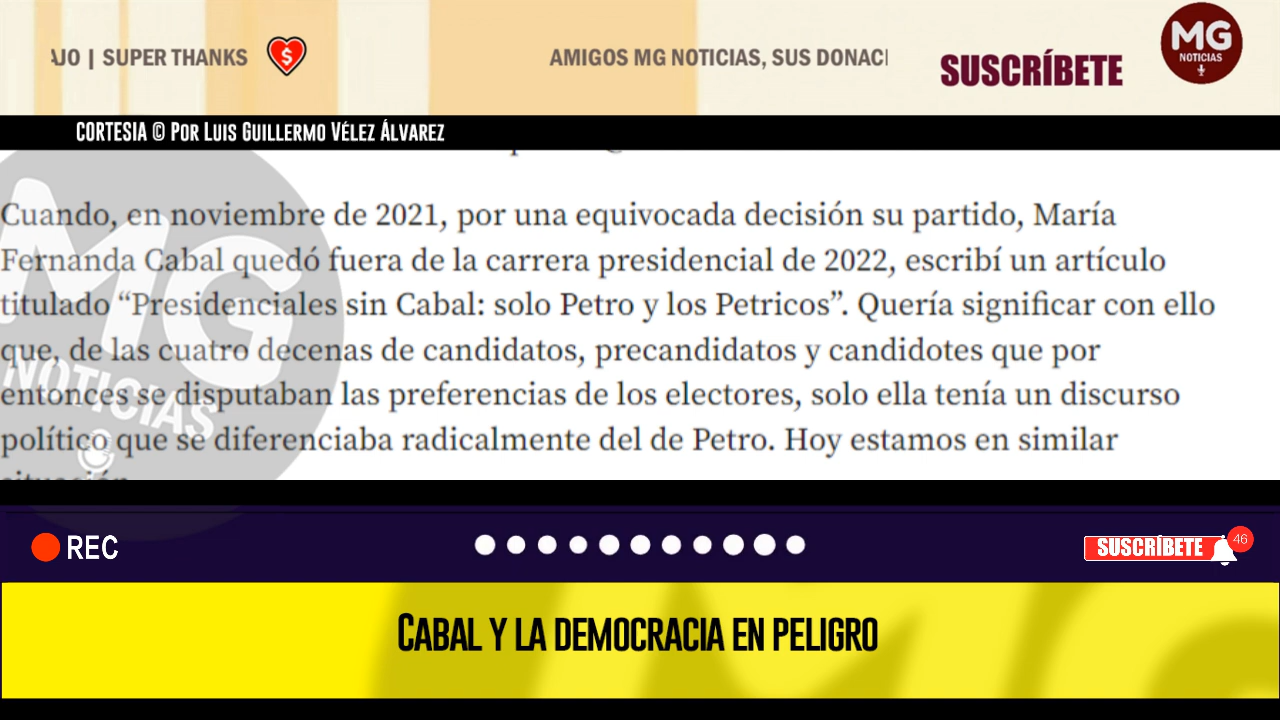 | SUPER THANKS
$
AMIGOS MG NOTICIAS, SUS
SUSCRÍBETE
MG
NOTICIAS
CORTESIA © Por Luis Guillermo Vélez Álvarez
Cuando, en noviembre de 2021, por una equivocada decisión su partido, María
Fernanda Cabal quedó fuera de la carrera presidencial de 2022, escribí un artículo
titulado “Presidenciales sin Cabal: solo Petro y los Petricos”. Quería significar con ello
que, de las cuatro decenas de candidatos, precandidatos y candidotes que por
entonces se disputaban las preferencias de los electores, solo ella tenía un discurso
político que se diferenciaba radicalmente del de Petro. Hoy estamos en similar
MG
NOTICIAS
REC
SUSCRÍBETE
46
Cabal y la democracia en peligro